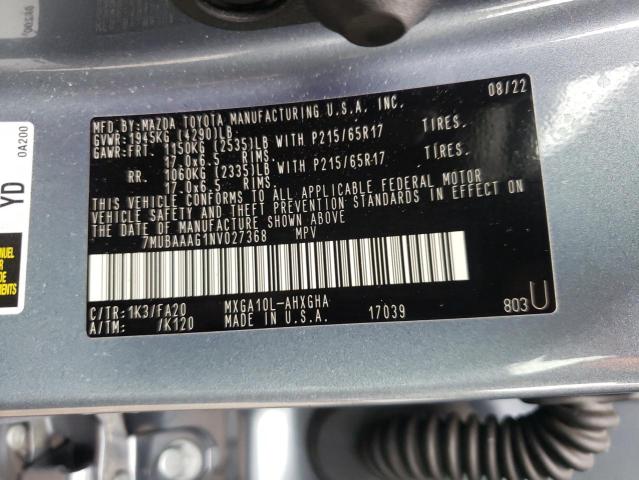 MFD.BY:MAZDA TOYOTA MANUFACTURING U.S.A. INC. 08/22
GVWR:1945KG (4290)LB
GAWR:FRT. 1150KG (2535)LB WITH P215/65R17 TIRES.
17.0x6.5 RIMS.
RR. 1060KG (2335)LB WITH P215/65R17 TIRES.
17.0x6.5 RIMS.
THIS VEHICLE CONFORMS TO ALL APPLICABLE FEDERAL MOTOR
VEHICLE SAFETY AND THEFT PREVENTION STANDARDS IN EFFECT ON
THE DATE OF MANUFACTURE SHOWN ABOVE
7MUBAAAG1NV027368 MPV
C/TR:1K3/FA20 MXGA10L-AHXGHA
A/TM: /K120 MADE IN U.S.A. 17039 803U
YD
0A200